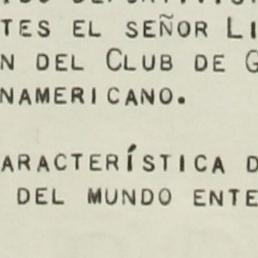 TES EL SEÑOR LI
N DEL CLUB DE G
NAMERICANO.
ARACTERÍSTICA D
DEL MUNDO ENTE